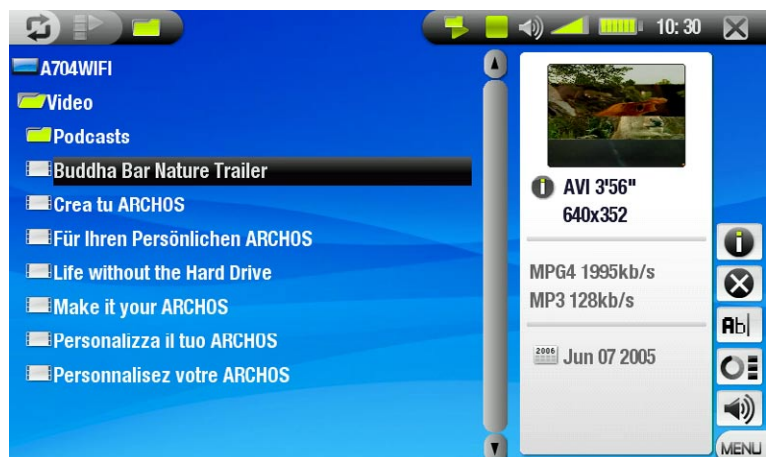 10:30
A704WIFI
Video
Podcasts
Buddha Bar Nature Trailer
Crea tu ARCHOS
Für Ihren Persönlichen ARCHOS
Life without the Hard Drive
Make it your ARCHOS
Personalizza il tuo ARCHOS
Personnalisez votre ARCHOS
i AVI 3'56"
640x352
MPG4 1995kb/s
MP3 128kb/s
2006 Jun 07 2005
i
Ab
MENU